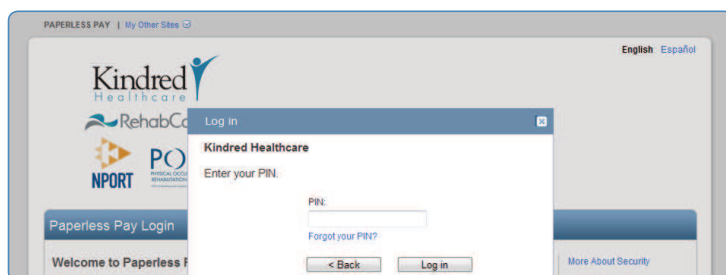 PAPERLESS PAY | My Other Sites
English Español
Kindred
Healthcare
RehabCa
NPORT
Log in
Kindred Healthcare
Enter your PIN.
PIN:
Forgot your PIN?
< Back Log in
Paperless Pay Login
Welcome to Paperless P
More About Security